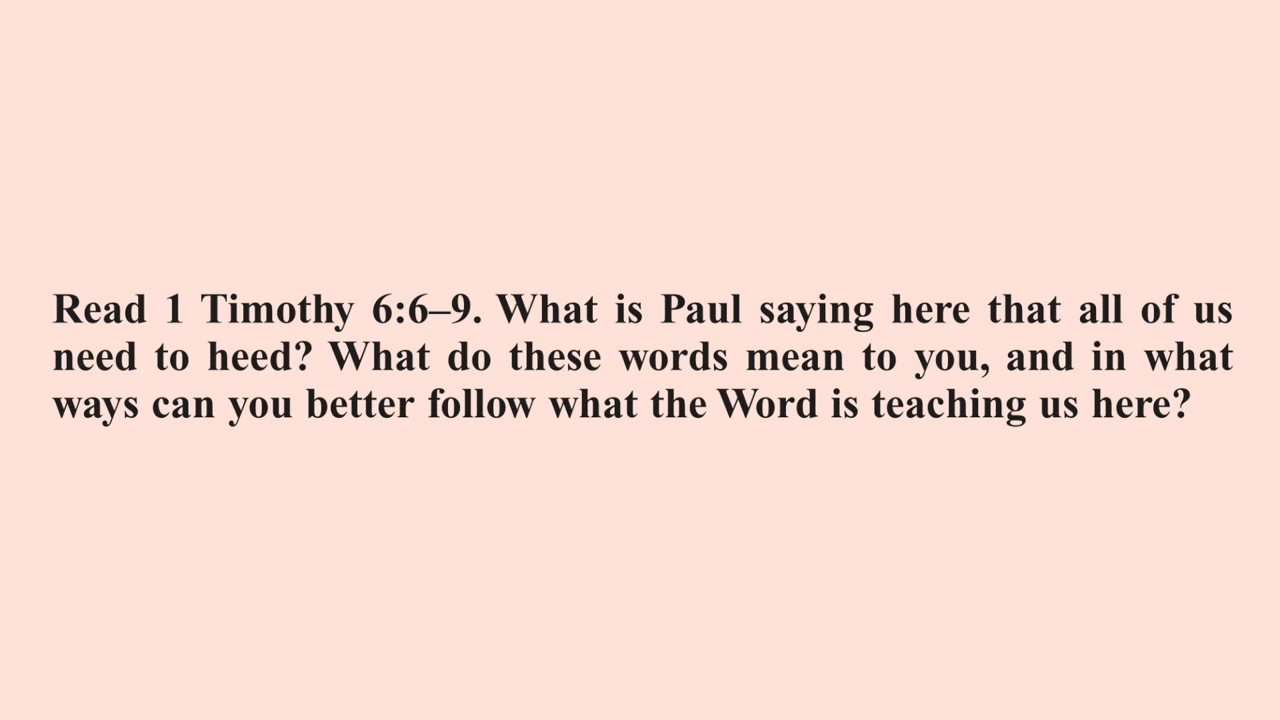 Read 1 Timothy 6:6–9. What is Paul saying here that all of us
need to heed? What do these words mean to you, and in what
ways can you better follow what the Word is teaching us here?